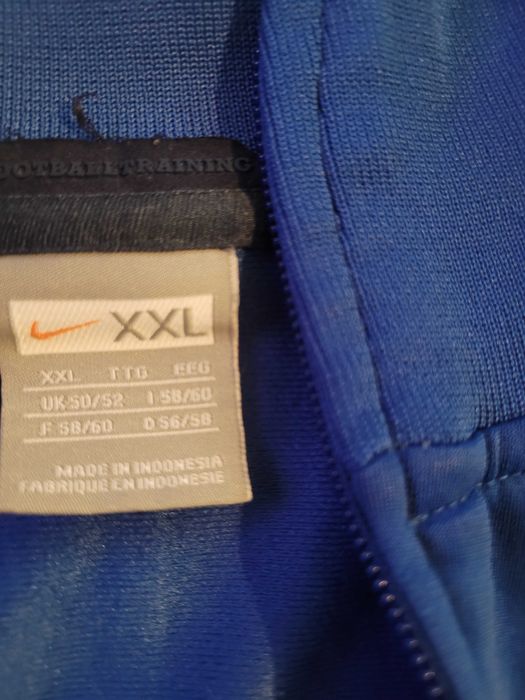 OOTBALL TRAINING
XXL
XXL TTG EEG
UK 50/52 I 58/60
F 58/60 D 56/58
MADE IN INDONESIA
FABRIQUE EN INDONESIE